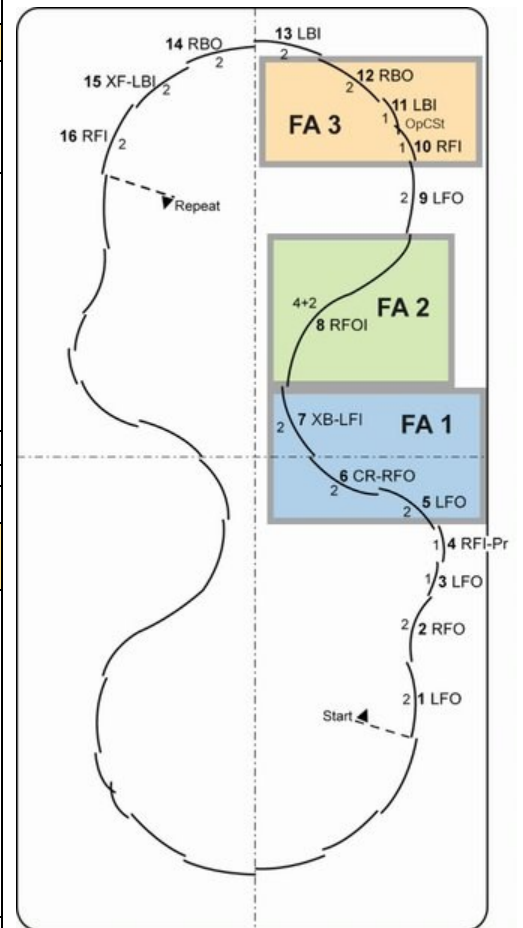 13 LBI
2
14 RBO
2
12 RBO
2
15 XF-LBI
2
11 LBI
1
OpCSt
FA 3
16 RFI
2
1
10 RFI
2
9 LFO
Repeat
4+2
8 RFOI
FA 2
2
7 XB-LFI
FA 1
6 CR-RFO
2
5 LFO
2
1
4 RFI-Pr
1
3 LFO
2
2 RFO
2
1 LFO
Start